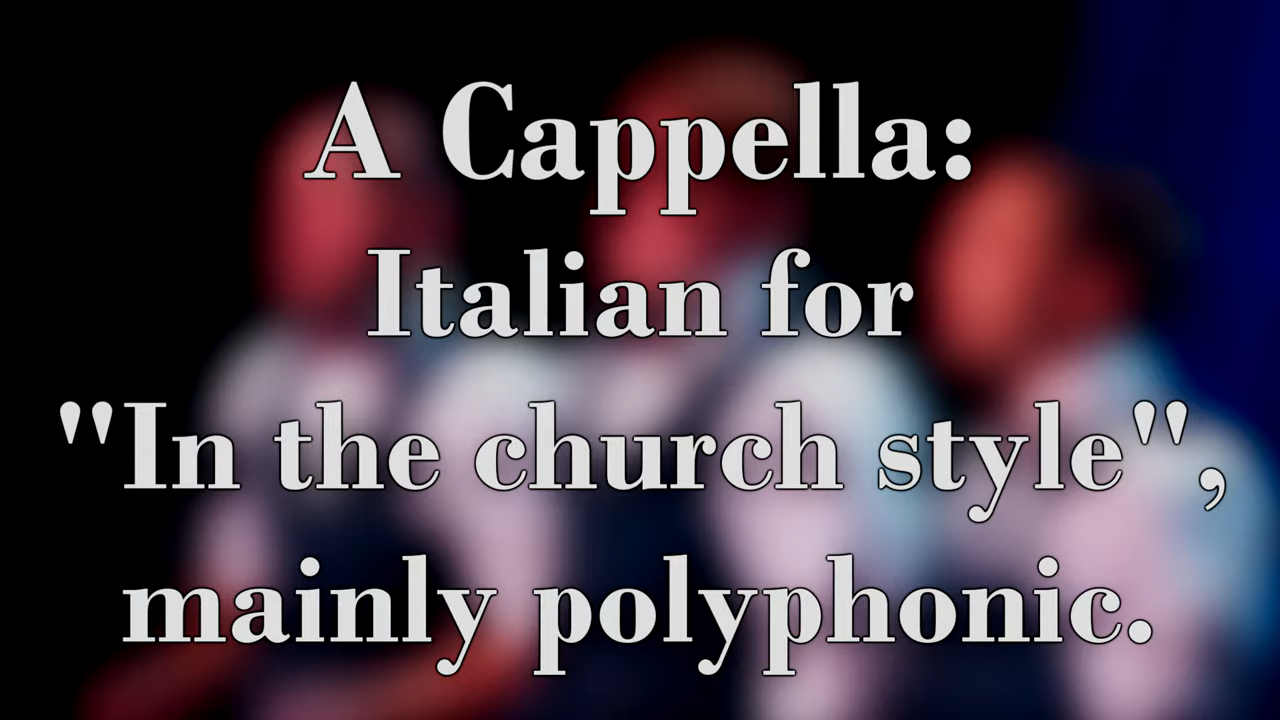 A Cappella:
Italian for
"In the church style",
mainly polyphonic.